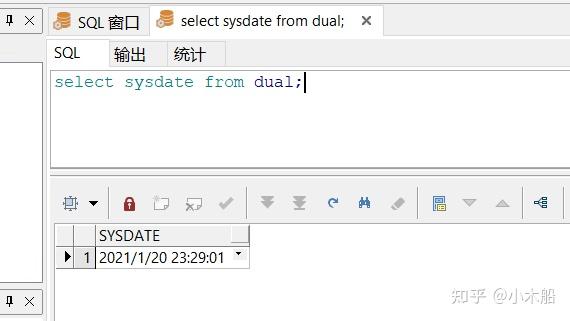 SQL 窗口 select sysdate from dual;
SQL 输出 统计
select sysdate from dual;
SYSDATE
1 2021/1/20 23:29:01
知乎 @小木船